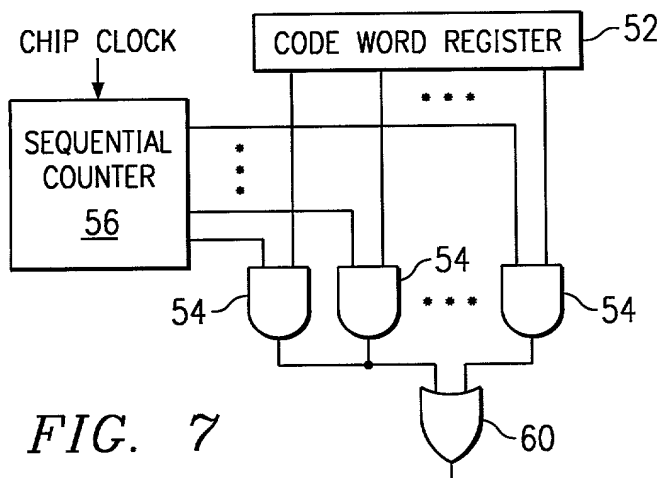 CHIP CLOCK
CODE WORD REGISTER
52
SEQUENTIAL
COUNTER
56
54
54
54
60
FIG. 7